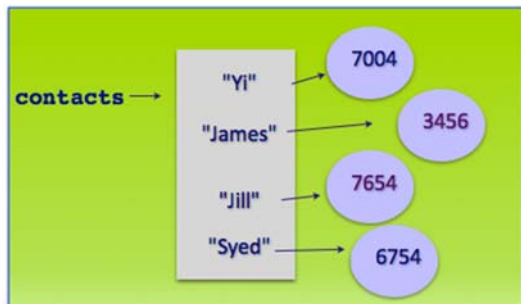 contacts
"Yi" 7004
"James" 3456
"Jill" 7654
"Syed" 6754